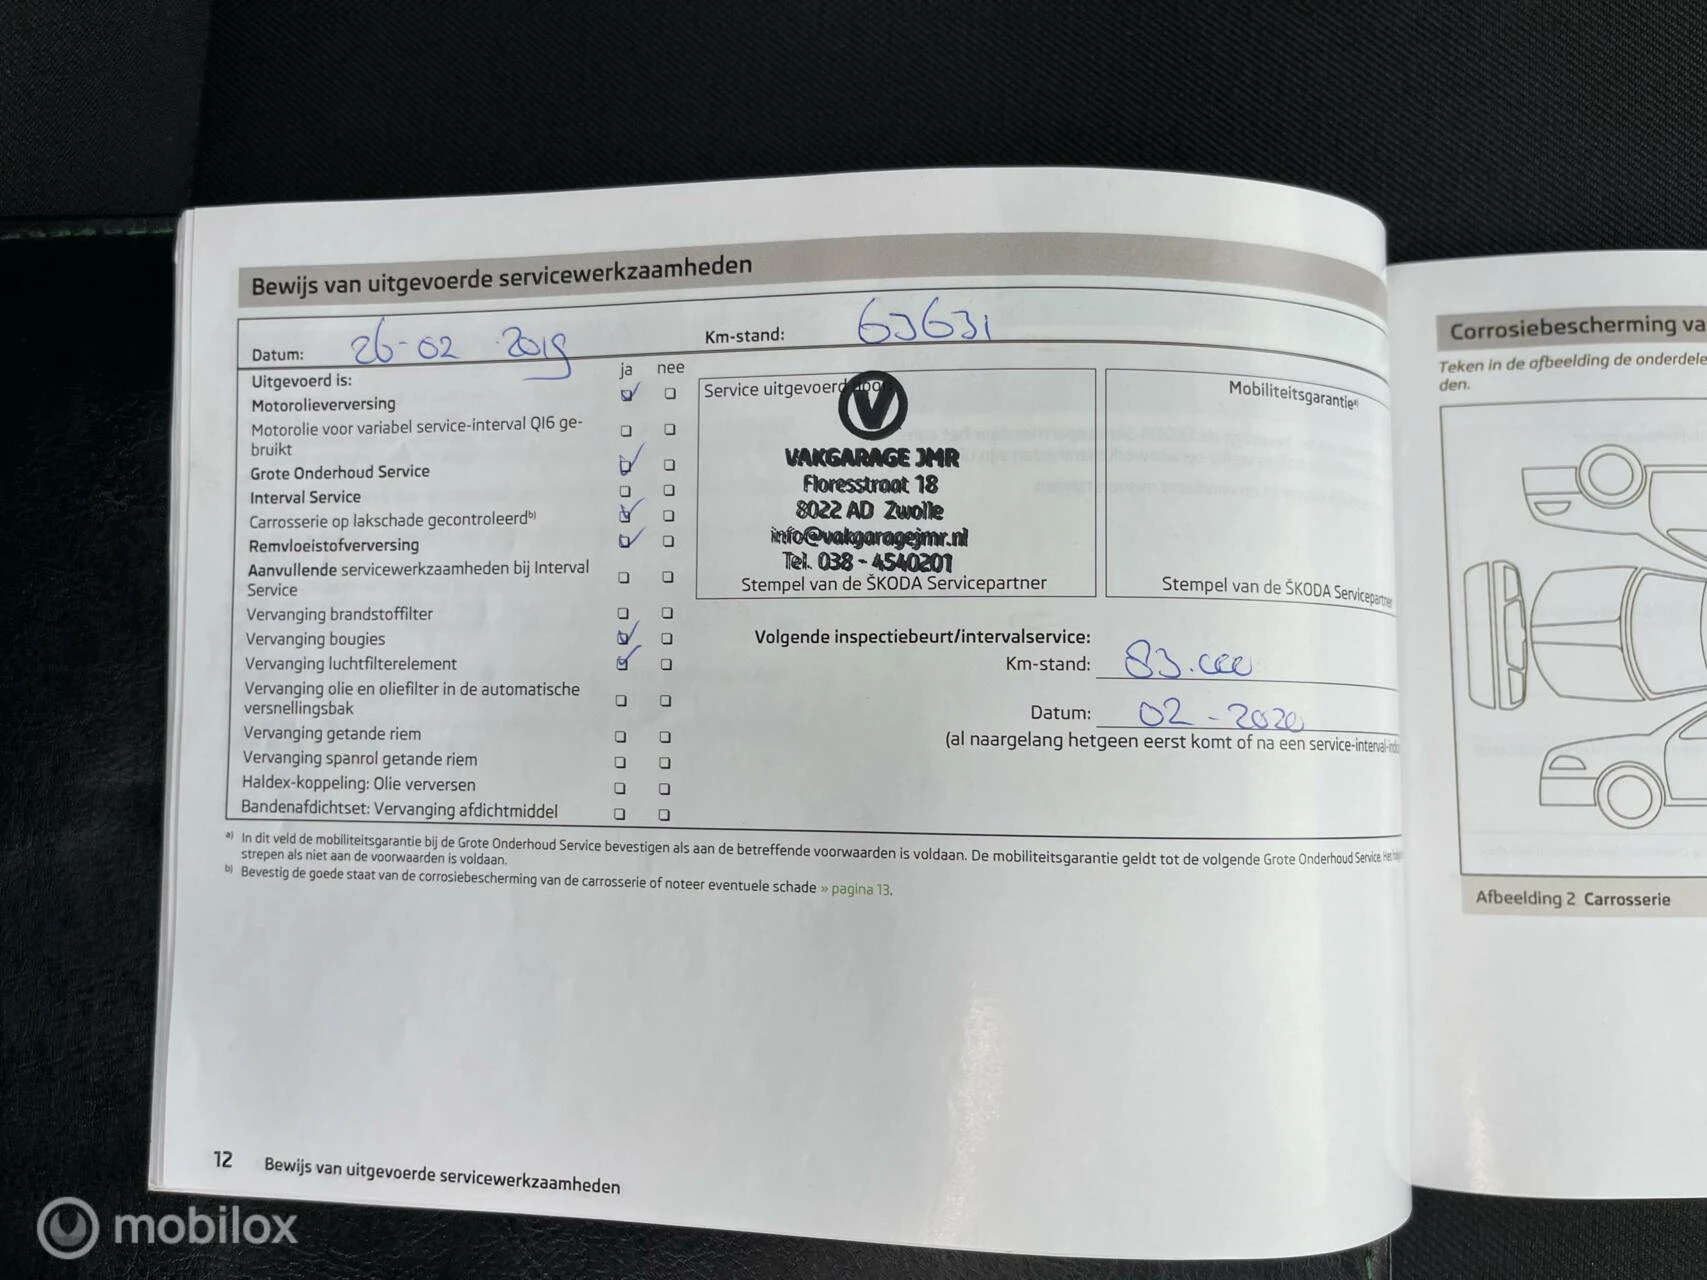 Bewijs van uitgevoerde servicewerkzaamheden
Datum: 26-02 2019
Km-stand: 63631
Uitgevoerd is:
ja nee
Motorolieverversing
Motorolie voor variabel service-interval QI6 ge-
bruikt
Grote Onderhoud Service
Interval Service
Carrosserie op lakschade gecontroleerd b)
Remvloeistofverversing
Aanvullende servicewerkzaamheden bij Interval
Service
Vervanging brandstoffilter
Vervanging bougies
Vervanging luchtfilterelement
Vervanging olie en oliefilter in de automatische
versnellingsbak
Vervanging getande riem
Vervanging spanrol getande riem
Haldex-koppeling: Olie verversen
Bandenafdichtset: Vervanging afdichtmiddel
Service uitgevoerd door:
V
VAKGARAGE JMR
Floresstraat 18
8022 AD Zwolle
info@vakgaragejmr.nl
Tel. 038 - 4540201
Stempel van de ŠKODA Servicepartner
Mobiliteitsgarantie a)
Stempel van de ŠKODA Servicepartner
Volgende inspectiebeurt/intervalservice:
Km-stand: 83.000
Datum: 02 - 2020
(al naargelang hetgeen eerst komt of na een service-interval-indic
a) In dit veld de mobiliteitsgarantie bij de Grote Onderhoud Service bevestigen als aan de betreffende voorwaarden is voldaan. De mobiliteitsgarantie geldt tot de volgende Grote Onderhoud Service. Het
strepen als niet aan de voorwaarden is voldaan.
b) Bevestig de goede staat van de corrosiebescherming van de carrosserie of noteer eventuele schade » pagina 13.
12 Bewijs van uitgevoerde servicewerkzaamheden
Corrosiebescherming va
Teken in de afbeelding de onderdele
den.
Afbeelding 2 Carrosserie
mobilox